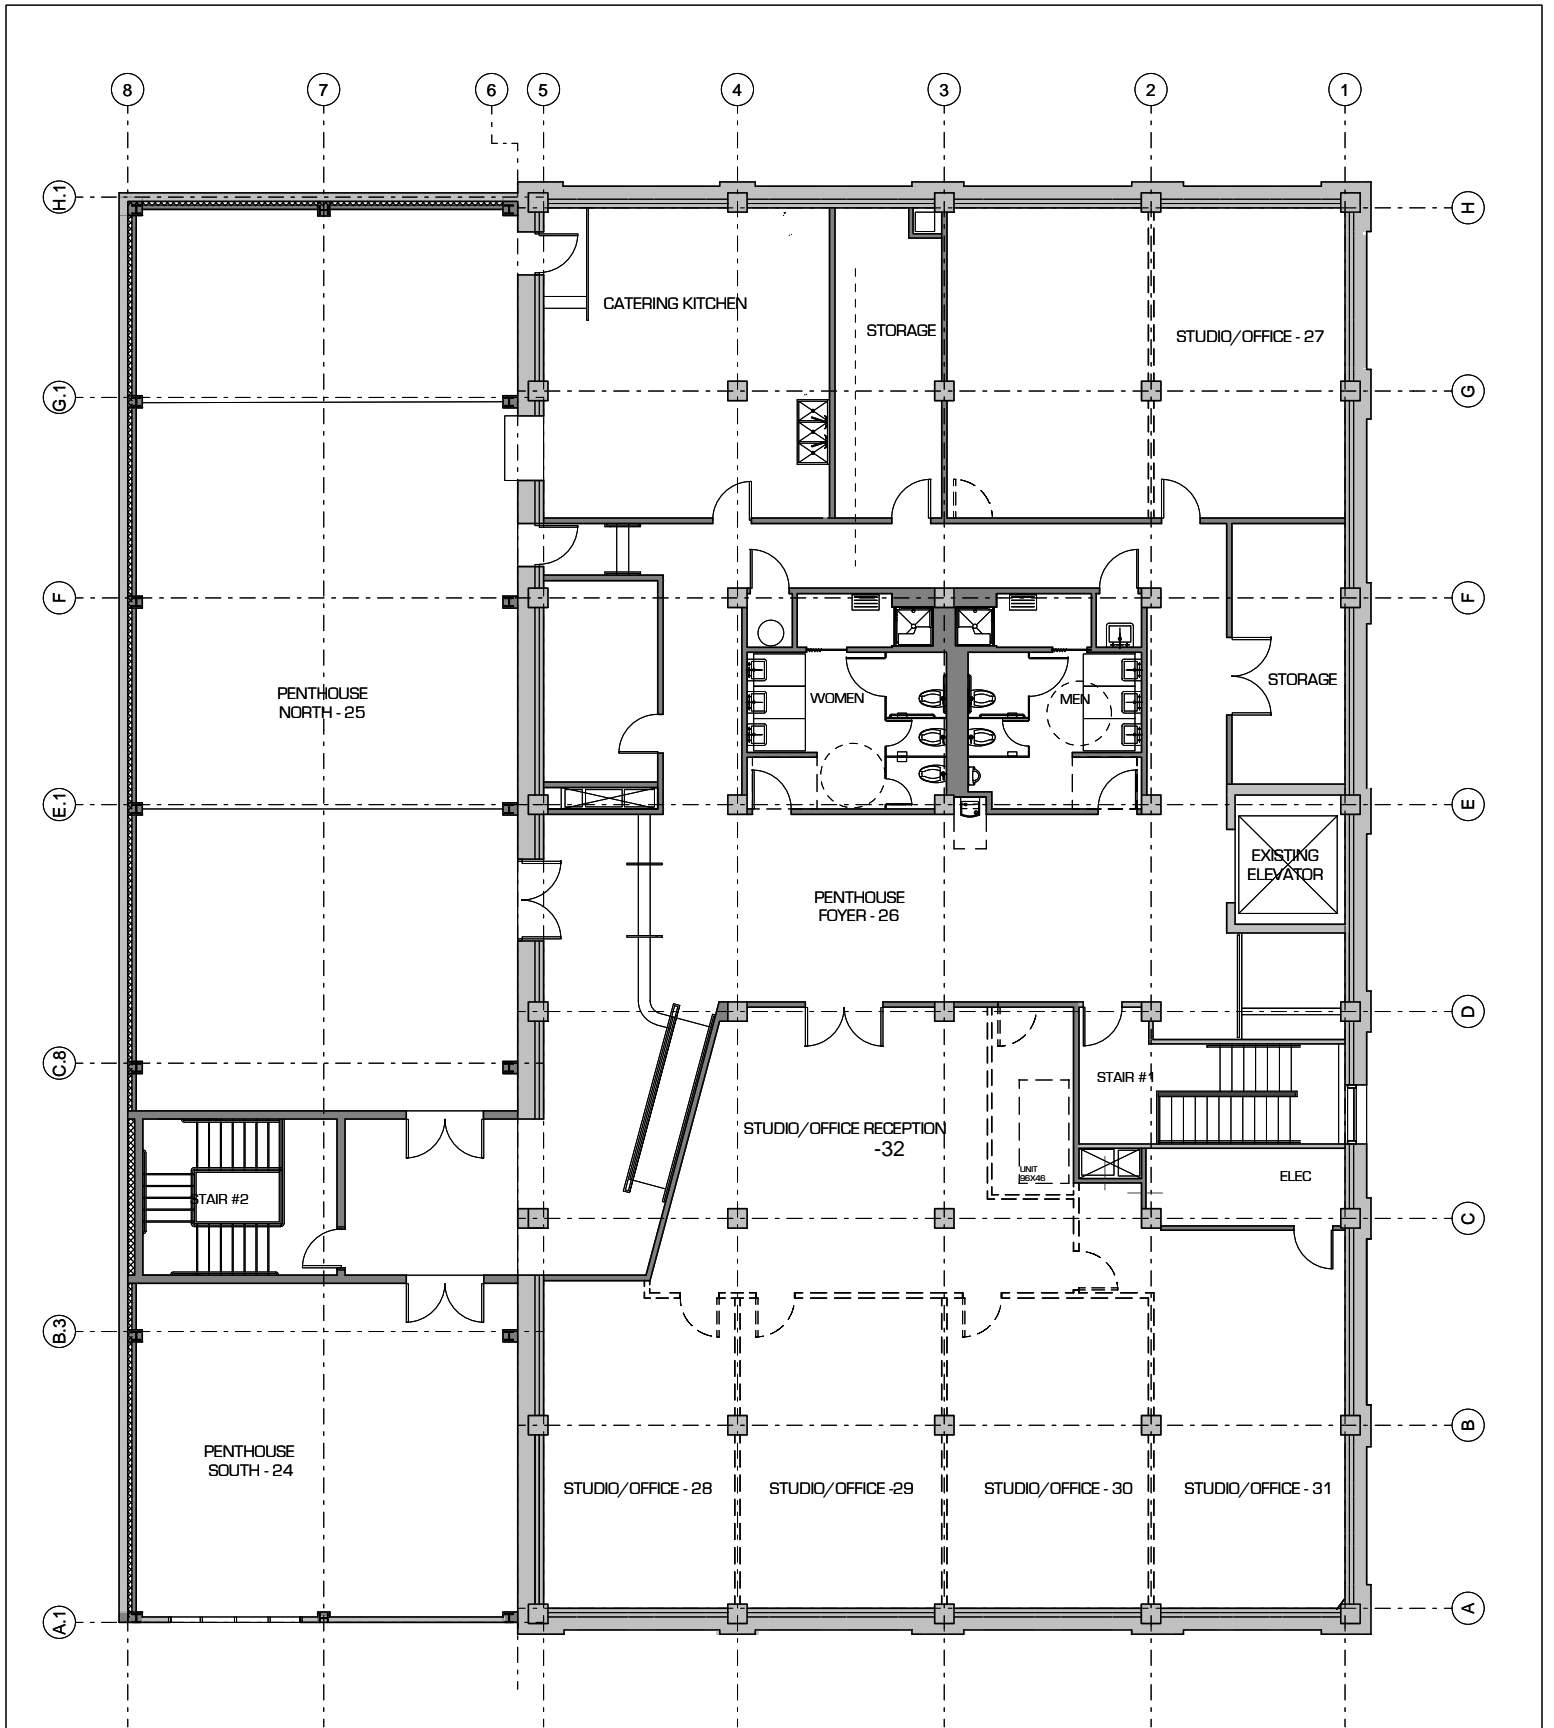 8
7
6
5
4
3
2
1
H.1
H
CATERING KITCHEN
STORAGE
STUDIO/OFFICE - 27
G.1
G
F
F
PENTHOUSE
NORTH - 25
WOMEN
MEN
STORAGE
E.1
E
EXISTING
ELEVATOR
PENTHOUSE
FOYER - 26
D
C.8
STAIR #1
STUDIO/OFFICE RECEPTION
-32
UNIT
96X46
ELEC
STAIR #2
C
B.3
B
PENTHOUSE
SOUTH - 24
STUDIO/OFFICE - 28
STUDIO/OFFICE -29
STUDIO/OFFICE - 30
STUDIO/OFFICE - 31
A.1
A